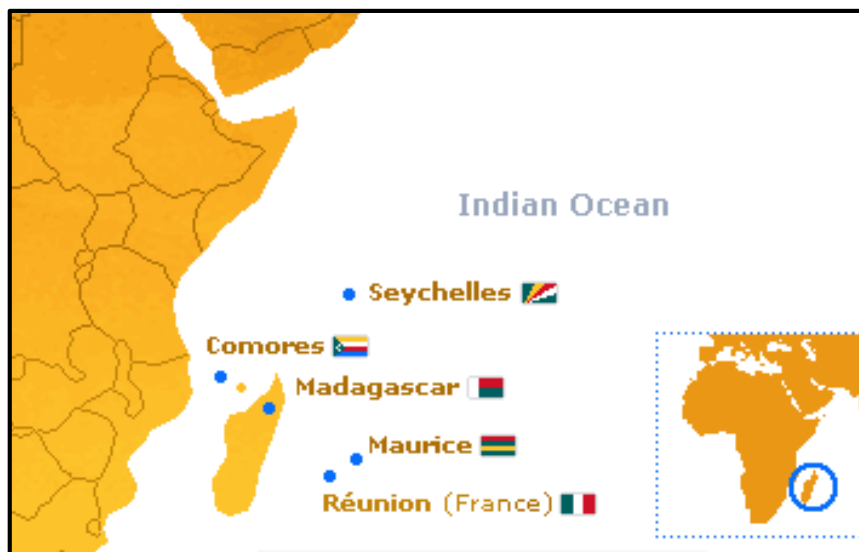 Indian Ocean
Seychelles
Comores
Madagascar
Maurice
Réunion (France)